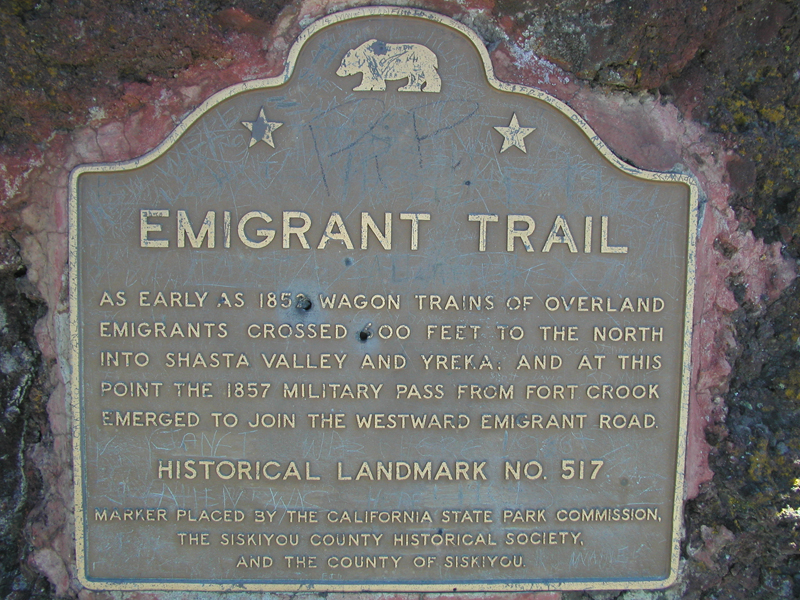 EMIGRANT TRAIL
AS EARLY AS WAGON TRAINS OF OVERLAND
EMIGRANTS CROSSED FEET TO THE NORTH
INTO SHASTA VALLEY AND YREKA, AND AT THIS
POINT THE 1857 MILITARY PASS FROM FORT CROOK
EMERGED TO JOIN THE WESTWARD EMIGRANT ROAD.
HISTORICAL LANDMARK NO. 517
MARKER PLACED BY THE CALIFORNIA STATE PARK COMMISSION,
THE SISKIYOU COUNTY HISTORICAL SOCIETY,
AND THE COUNTY OF SISKIYOU.